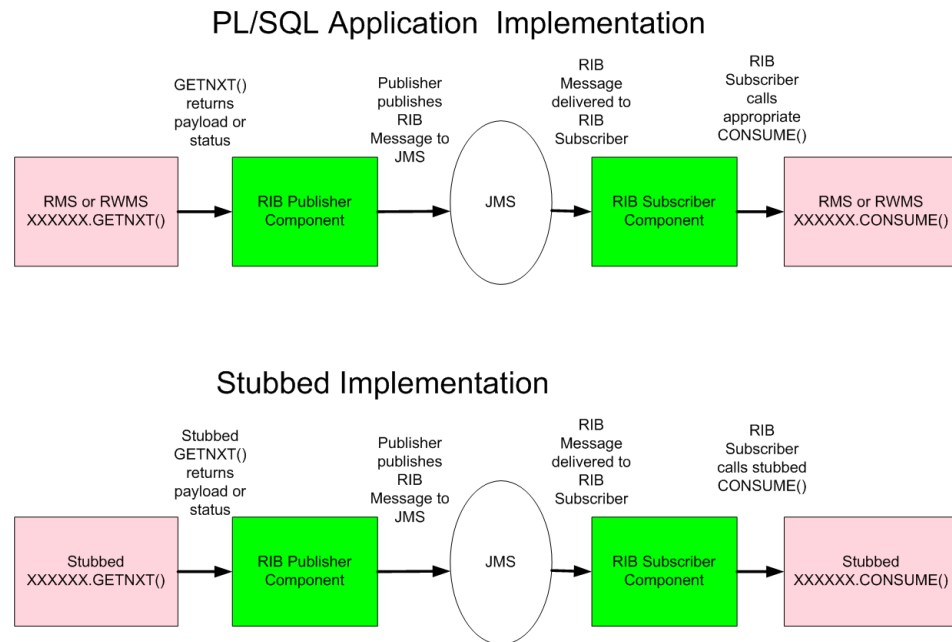 PL/SQL Application Implementation
GETNXT()
returns
payload or
status
Publisher
publishes
RIB
Message to
JMS
RIB
Message
delivered to
RIB
Subscriber
RIB
Subscriber
calls
appropriate
CONSUME()
RMS or RWMS
XXXXXX.GETNXT()
RIB Publisher
Component
JMS
RIB Subscriber
Component
RMS or RWMS
XXXXXX.CONSUME()
Stubbed Implementation
Stubbed
GETNXT()
returns
payload or
status
Publisher
publishes
RIB
Message to
JMS
RIB
Message
delivered to
RIB
Subscriber
RIB
Subscriber
calls stubbed
CONSUME()
Stubbed
XXXXXX.GETNXT()
RIB Publisher
Component
JMS
RIB Subscriber
Component
Stubbed
XXXXXX.CONSUME()